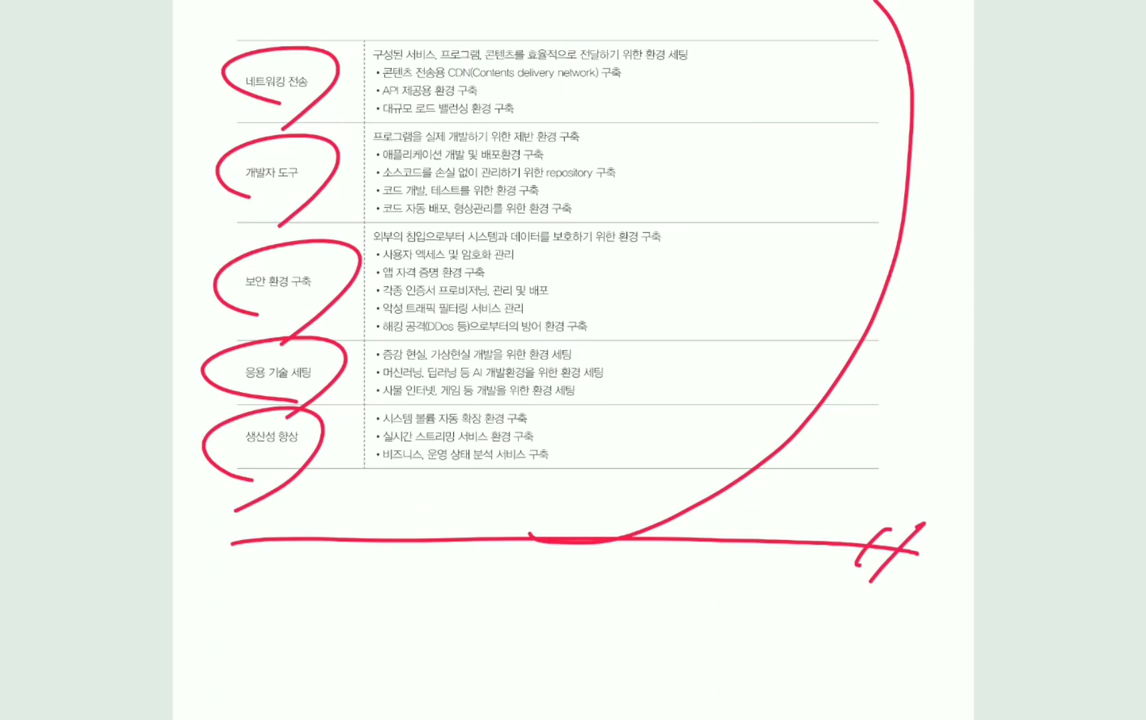 네트워킹 전송
구성된 서비스, 프로그램, 콘텐츠를 효율적으로 전달하기 위한 환경 세팅
• 콘텐츠 전송용 CDN(Contents delivery network) 구축
• API 제공용 환경 구축
• 대규모 로드 밸런싱 환경 구축
개발자 도구
프로그램을 실제 개발하기 위한 제반 환경 구축
• 애플리케이션 개발 및 배포환경 구축
• 소스코드를 손실 없이 관리하기 위한 repository 구축
• 코드 개발, 테스트를 위한 환경 구축
• 코드 자동 배포, 형상관리를 위한 환경 구축
보안 환경 구축
외부의 침입으로부터 시스템과 데이터를 보호하기 위한 환경 구축
• 사용자 엑세스 및 암호화 관리
• 앱 자격 증명 환경 구축
• 각종 인증서 프로비저닝, 관리 및 배포
• 악성 트래픽 필터링 서비스 관리
• 해킹 공격(DDos 등)으로부터의 방어 환경 구축
응용 기술 세팅
• 증강 현실, 가상현실 개발을 위한 환경 세팅
• 머신러닝, 딥러닝 등 AI 개발환경을 위한 환경 세팅
• 사물 인터넷, 게임 등 개발을 위한 환경 세팅
생산성 향상
• 시스템 볼륨 자동 확장 환경 구축
• 실시간 스트리밍 서비스 환경 구축
• 비즈니스, 운영 상태 분석 서비스 구축